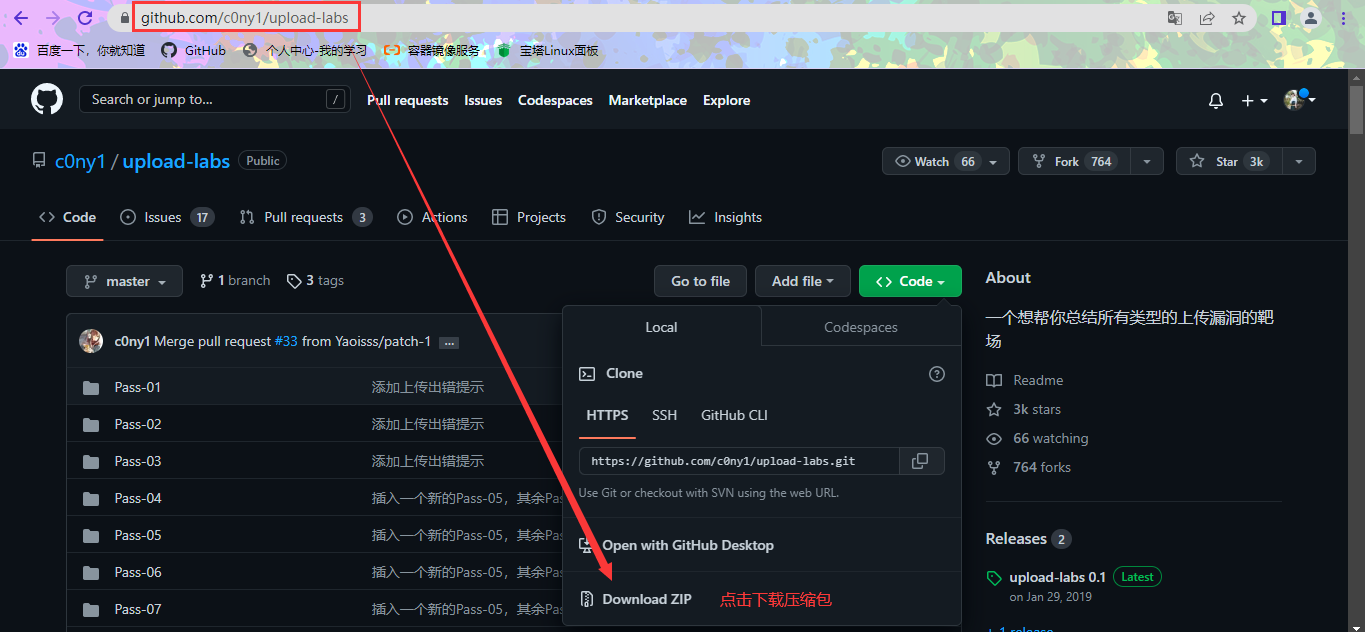 github.com/c0ny1/upload-labs
百度一下，你就知道 GitHub 个人中心-我的学习 容器镜像服务 宝塔Linux面板
Search or jump to... / Pull requests Issues Codespaces Marketplace Explore
c0ny1 / upload-labs Public Watch 66 Fork 764 Star 3k
Code Issues 17 Pull requests 3 Actions Projects Security Insights
master 1 branch 3 tags Go to file Add file Code
c0ny1 Merge pull request #33 from Yaoisss/patch-1 ...
Pass-01 添加上传出错提示
Pass-02 添加上传出错提示
Pass-03 添加上传出错提示
Pass-04 插入一个新的Pass-05，其余Pas
Pass-05 插入一个新的Pass-05，其余Pas
Pass-06 插入一个新的Pass-05，其余Pas
Pass-07 插入一个新的Pass-05，其余Pas
Local Codespaces
Clone
HTTPS SSH GitHub CLI
https://github.com/c0ny1/upload-labs.git
Use Git or checkout with SVN using the web URL.
Open with GitHub Desktop
Download ZIP 点击下载压缩包
About
一个想帮你总结所有类型的上传漏洞的靶
场
Readme
3k stars
66 watching
764 forks
Releases 2
upload-labs 0.1 Latest
on Jan 29, 2019
+ 1 release